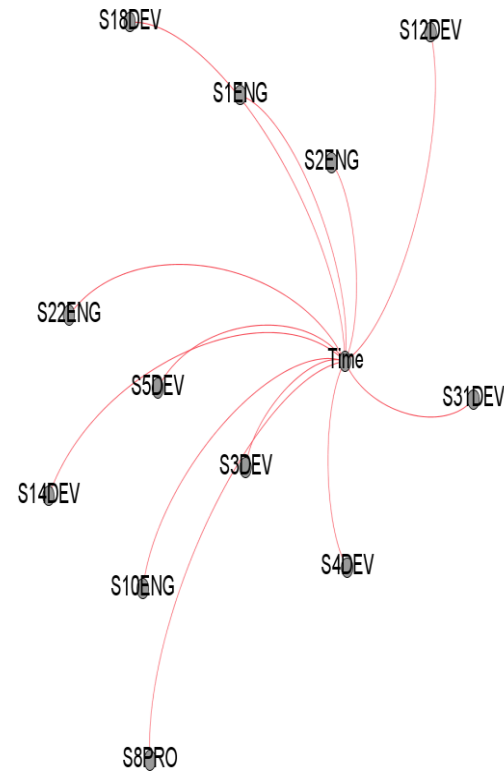 S18DEV
S12DEV
S1ENG
S2ENG
S22ENG
Time
S5DEV
S31DEV
S3DEV
S14DEV
S4DEV
S10ENG
S8PRO